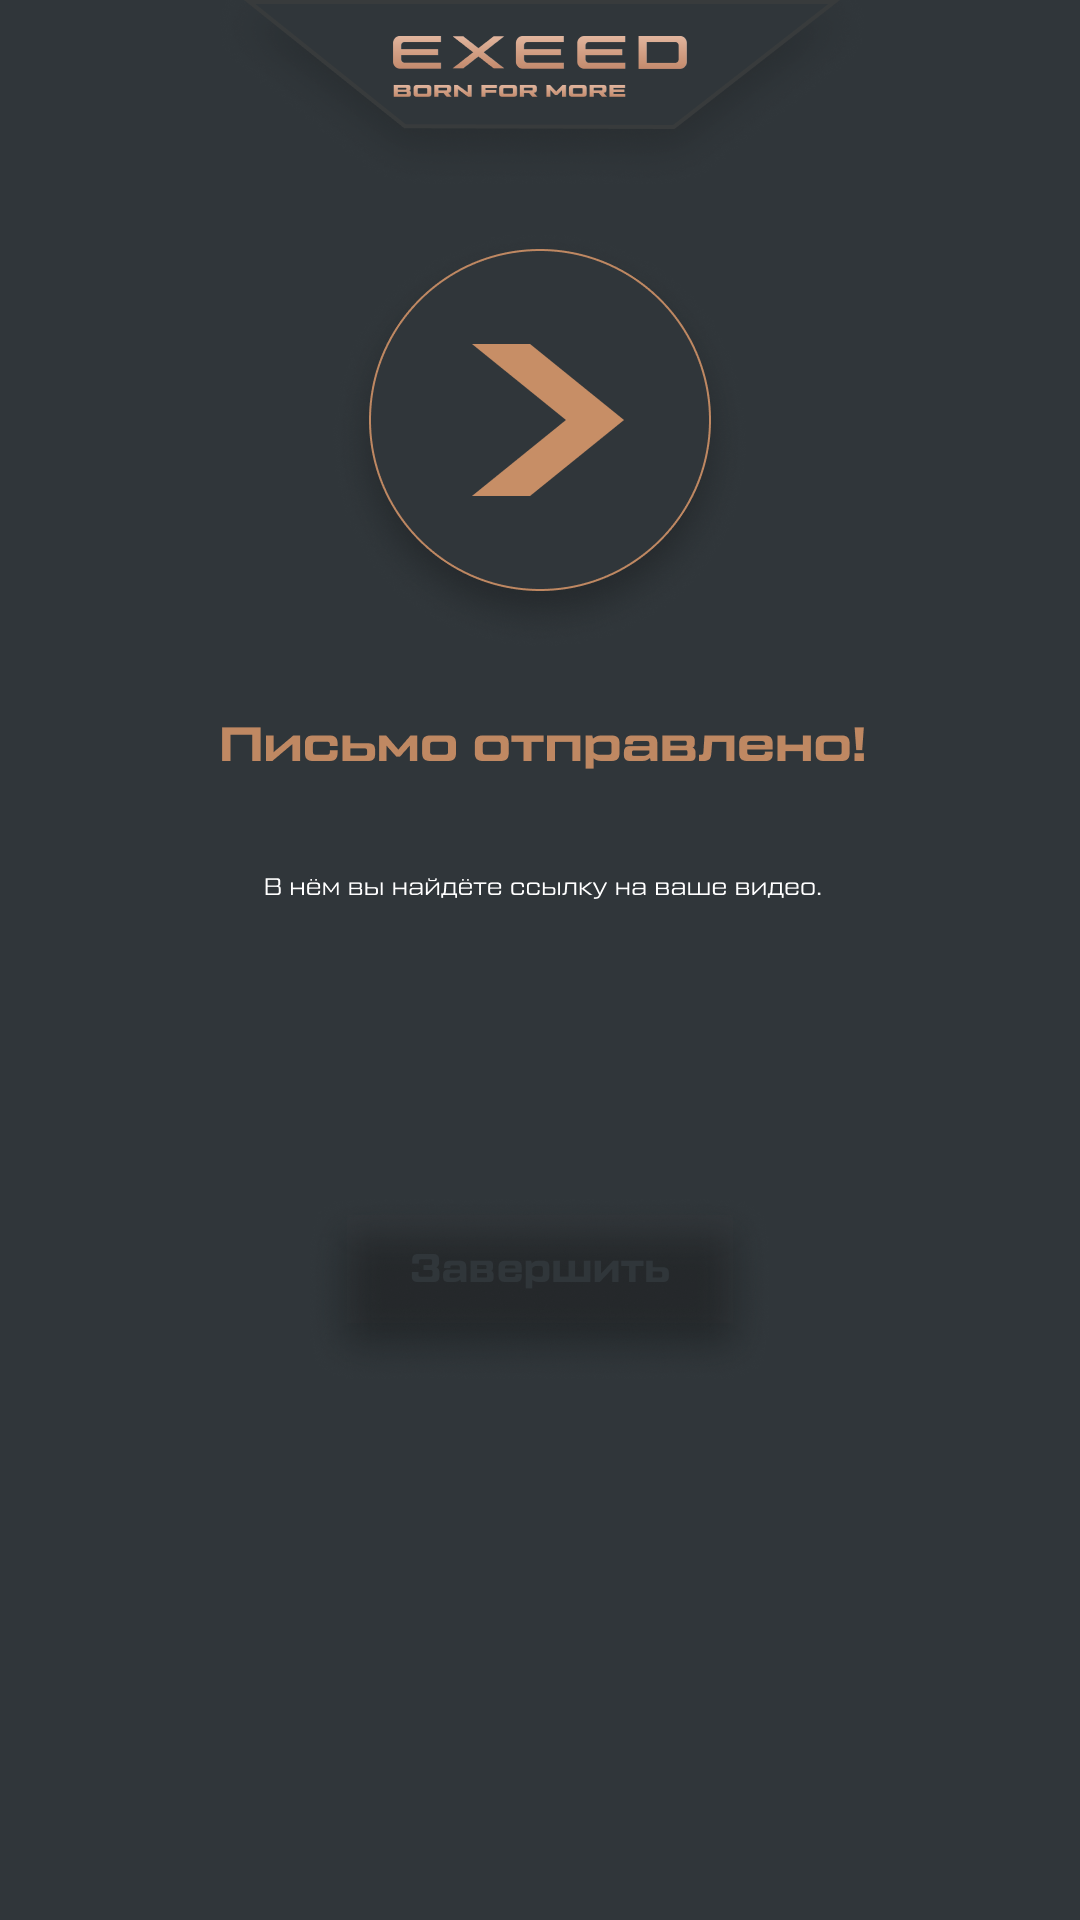 EXEED
BORN FOR MORE
Письмо отправлено!
В нём вы найдёте ссылку на ваше видео.
Завершить